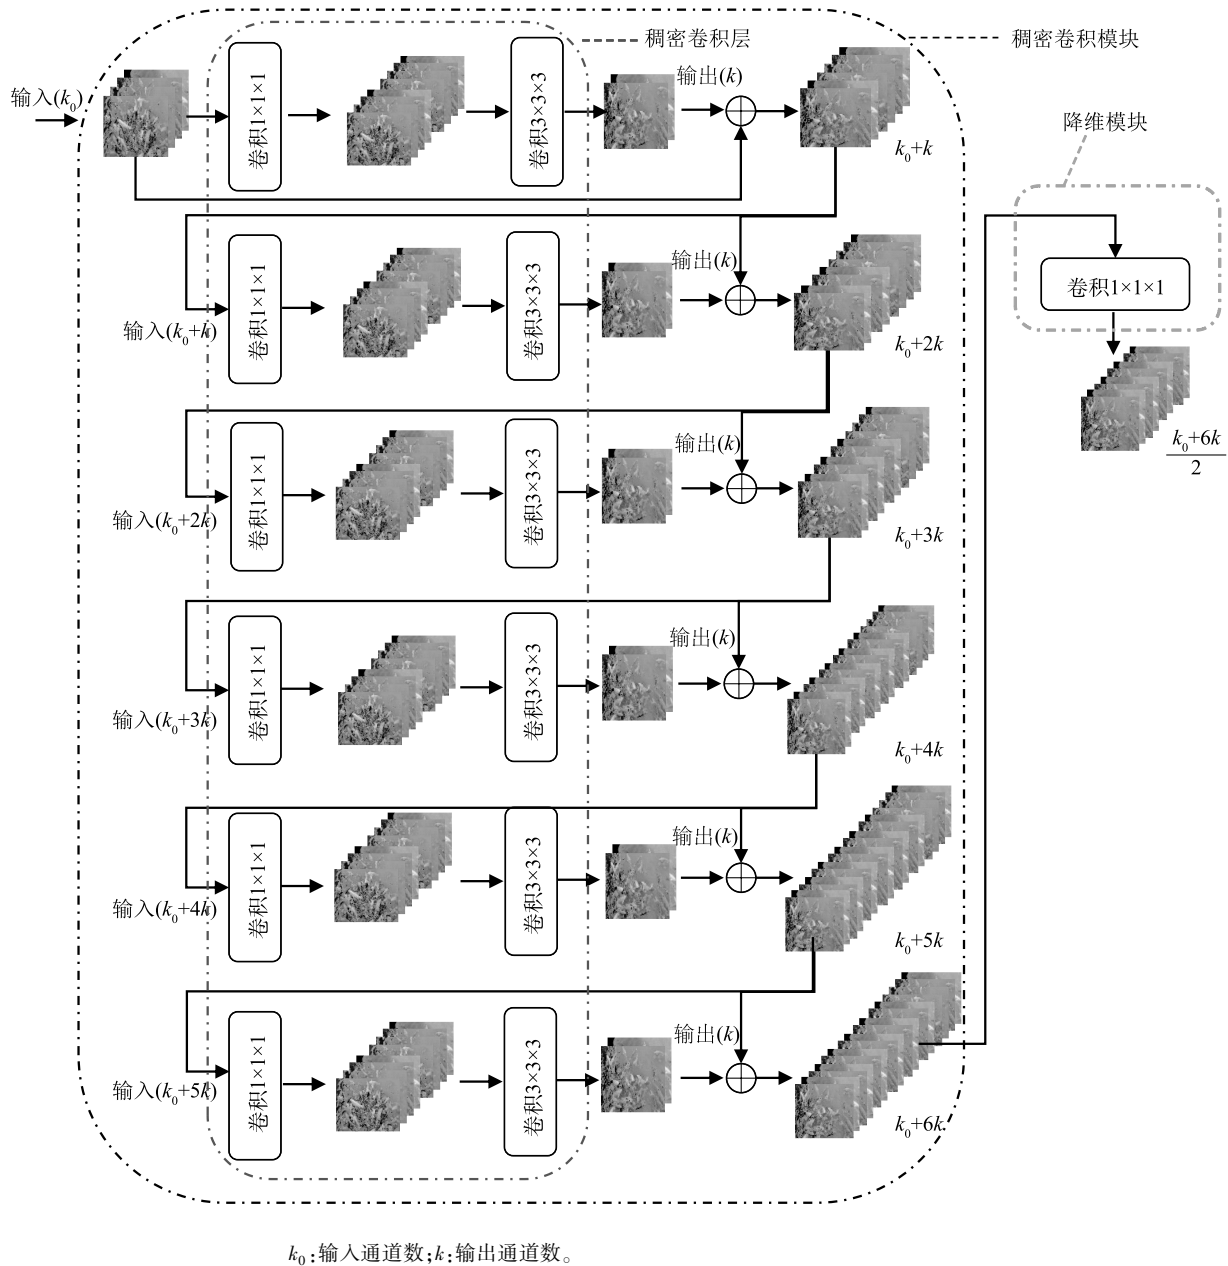 稠密卷积层
稠密卷积模块
输入(k₀)
卷积1×1×1
卷积3×3×3
输出(k)
k₀+k
降维模块
卷积1×1×1
k₀+6k
2
输入(k₀+k)
卷积1×1×1
卷积3×3×3
输出(k)
k₀+2k
输入(k₀+2k)
卷积1×1×1
卷积3×3×3
输出(k)
k₀+3k
输入(k₀+3k)
卷积1×1×1
卷积3×3×3
输出(k)
k₀+4k
输入(k₀+4k)
卷积1×1×1
卷积3×3×3
输出(k)
k₀+5k
输入(k₀+5k)
卷积1×1×1
卷积3×3×3
输出(k)
k₀+6k
k₀:输入通道数;k:输出通道数。